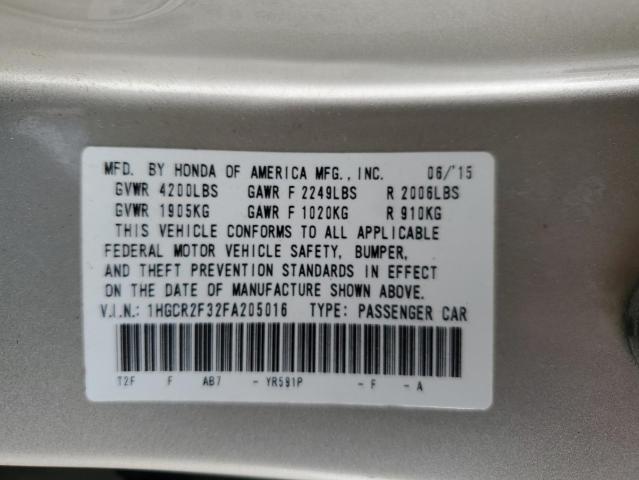 MFD. BY HONDA OF AMERICA MFG., INC. 06/'15
GVWR 4200LBS GAWR F 2249LBS R 2006LBS
GVWR 1905KG GAWR F 1020KG R 910KG
THIS VEHICLE CONFORMS TO ALL APPLICABLE
FEDERAL MOTOR VEHICLE SAFETY, BUMPER,
AND THEFT PREVENTION STANDARDS IN EFFECT
ON THE DATE OF MANUFACTURE SHOWN ABOVE.
V.I.N.: 1HGCR2F32FA205016 TYPE: PASSENGER CAR
T2F F AB7 - YR591P - F - A